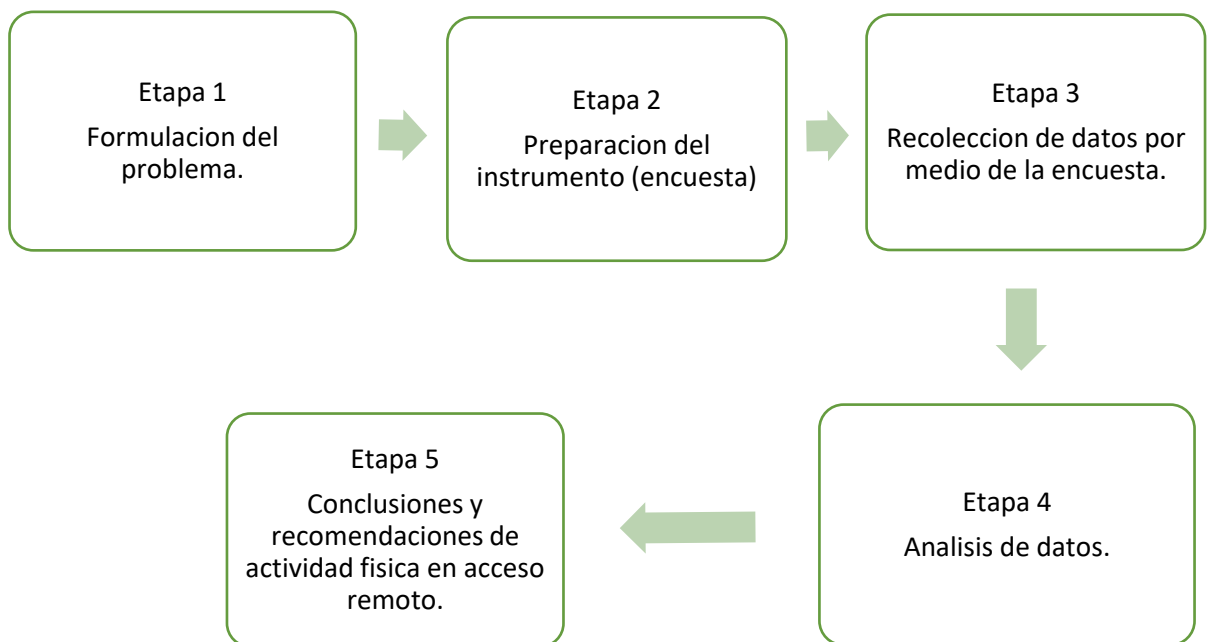 Etapa 1
Formulacion del
problema.
Etapa 2
Preparacion del
instrumento (encuesta)
Etapa 3
Recoleccion de datos por
medio de la encuesta.
Etapa 4
Analisis de datos.
Etapa 5
Conclusiones y
recomendaciones de
actividad fisica en acceso
remoto.